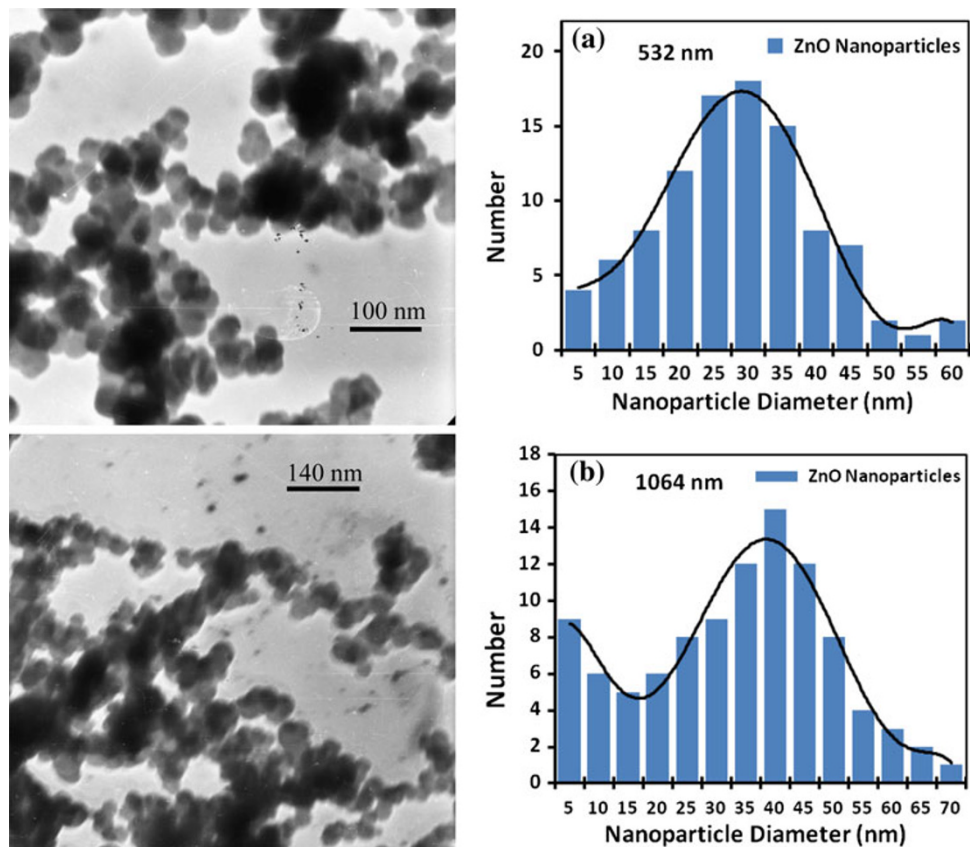 100 nm
(a)
532 nm
ZnO Nanoparticles
20
15
10
5
0
Number
5 10 15 20 25 30 35 40 45 50 55 60
Nanoparticle Diameter (nm)
140 nm
(b)
1064 nm
ZnO Nanoparticles
18
16
14
12
10
8
6
4
2
0
Number
5 10 15 20 25 30 35 40 45 50 55 60 65 70
Nanoparticle Diameter (nm)